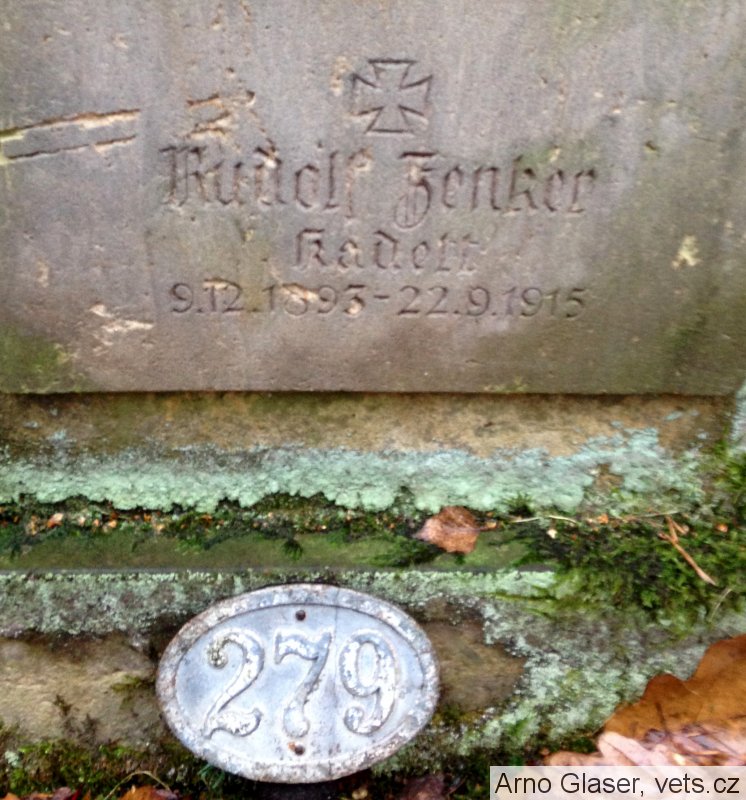 Rudolf Zenker
Kadett
9.12.1893-22.9.1915
279
Arno Glaser, vets.cz